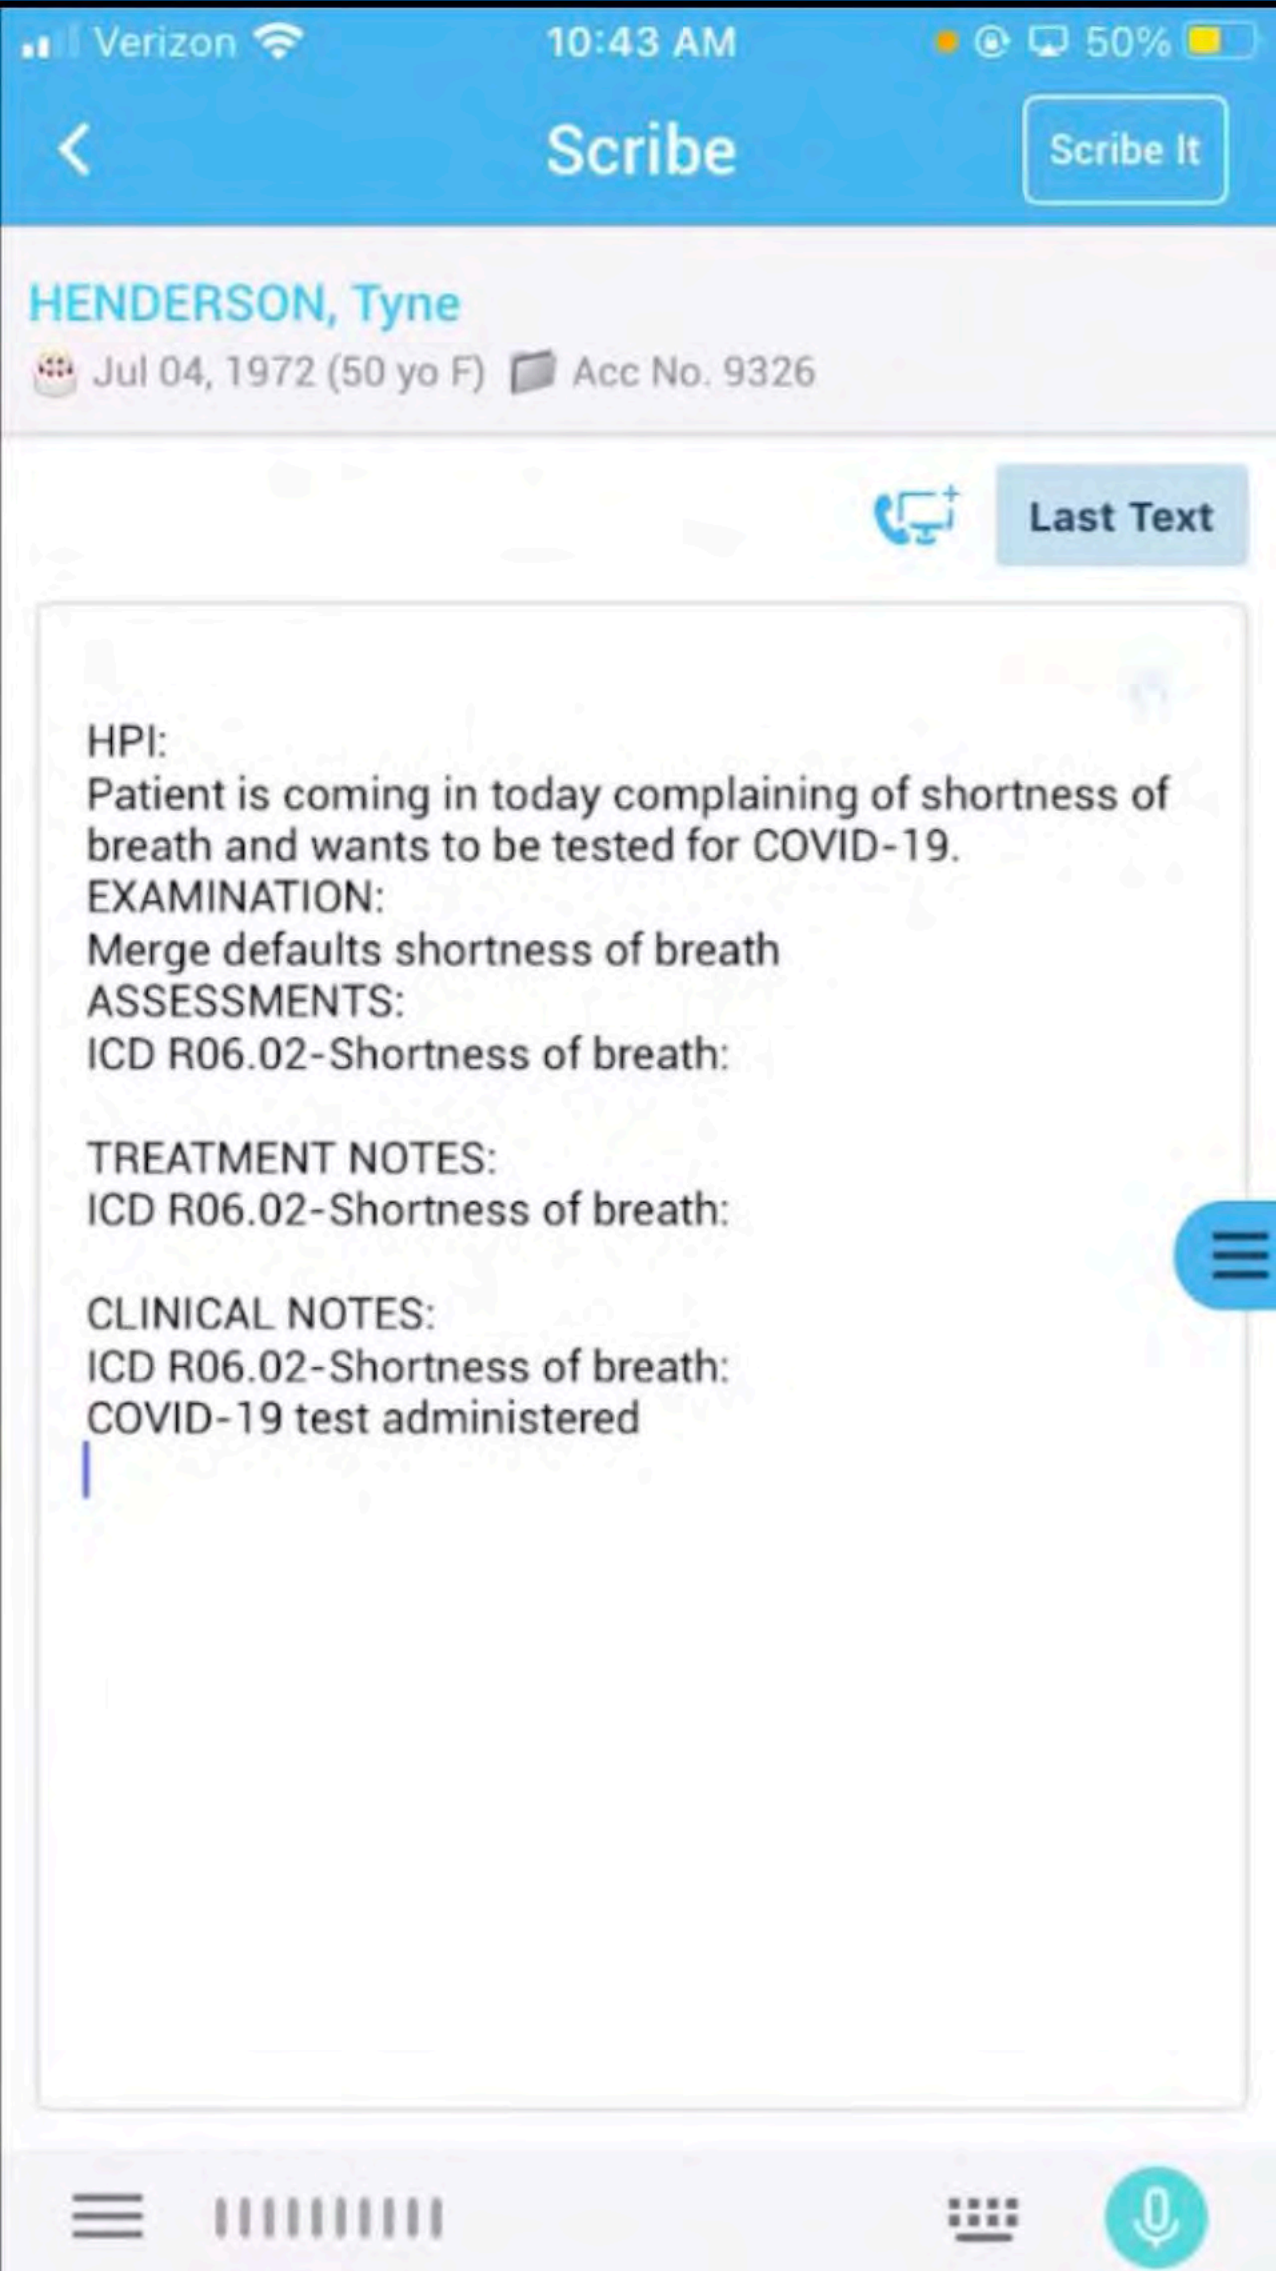 Verizon 10:43 AM 50%
Scribe Scribe It
HENDERSON, Tyne
Jul 04, 1972 (50 yo F) Acc No. 9326
Last Text
HPI:
Patient is coming in today complaining of shortness of
breath and wants to be tested for COVID-19.
EXAMINATION:
Merge defaults shortness of breath
ASSESSMENTS:
ICD R06.02-Shortness of breath:
TREATMENT NOTES:
ICD R06.02-Shortness of breath:
CLINICAL NOTES:
ICD R06.02-Shortness of breath:
COVID-19 test administered